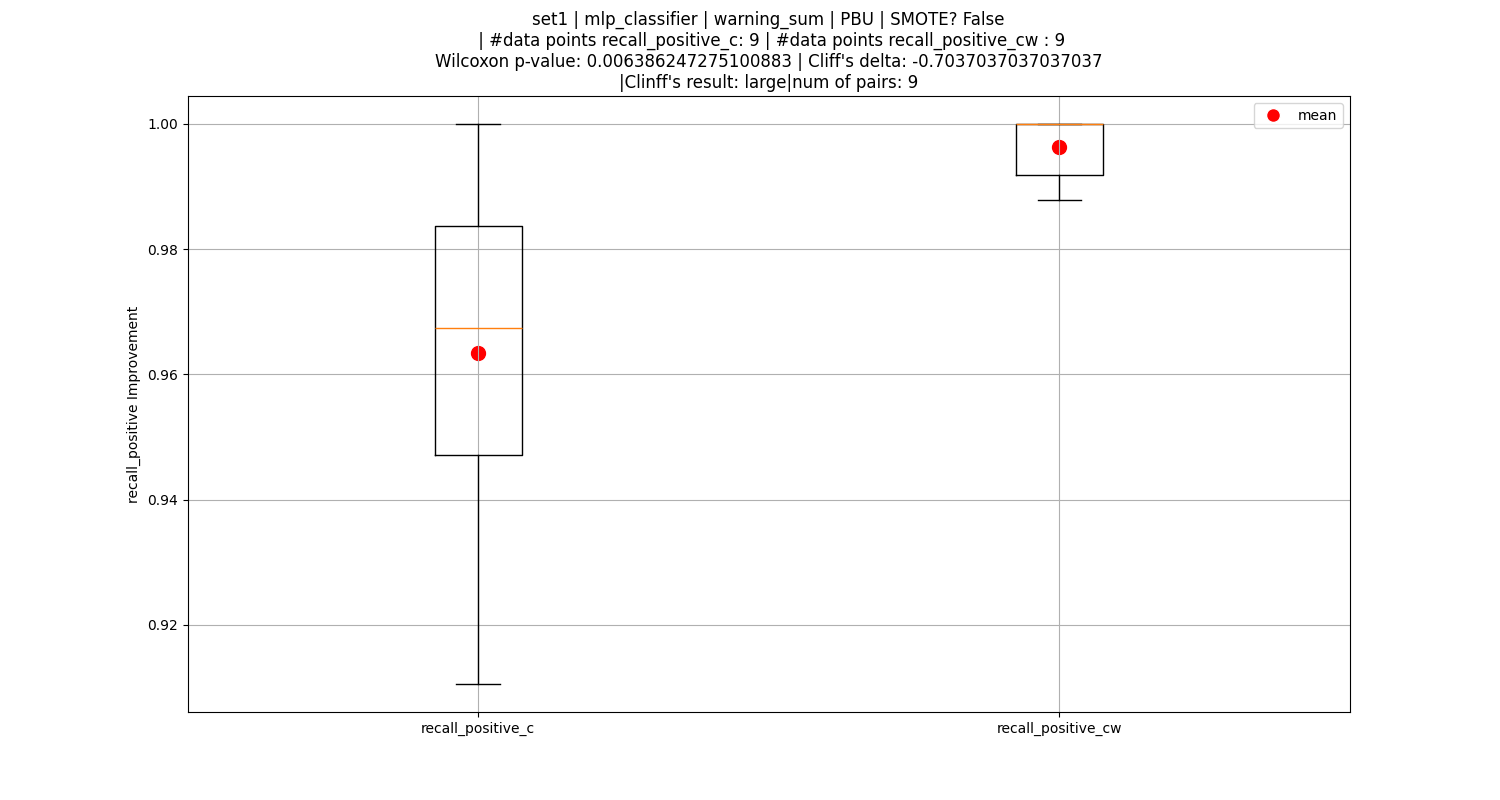 set1 | mlp_classifier | warning_sum | PBU | SMOTE? False
| #data points recall_positive_c: 9 | #data points recall_positive_cw : 9
Wilcoxon p-value: 0.006386247275100883 | Cliff's delta: -0.7037037037037037
|Clinff's result: large|num of pairs: 9
mean
1.00
0.98
0.96
0.94
0.92
recall_positive Improvement
recall_positive_c
recall_positive_cw